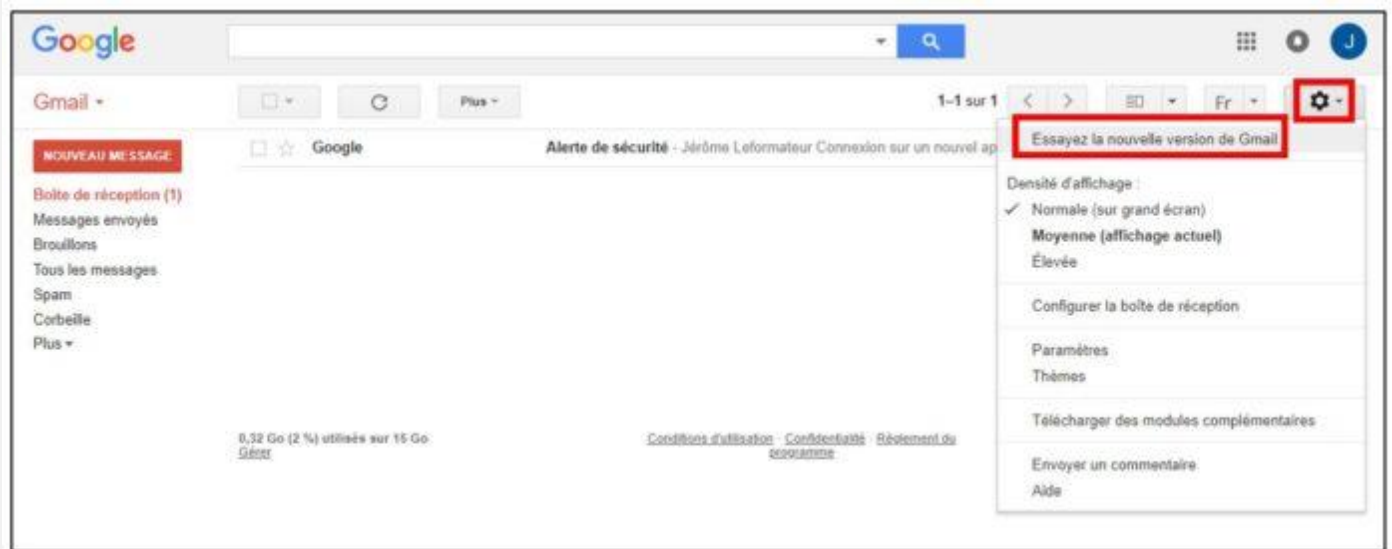 Google
J
Gmail
Plus
1–1 sur 1
Fr
Essayez la nouvelle version de Gmail
NOUVEAU MESSAGE
Google
Alerte de sécurité - Jérôme Leformateur Connexion sur un nouvel ap
Boîte de réception (1)
Messages envoyés
Brouillons
Tous les messages
Spam
Corbeille
Plus
Densité d'affichage :
Normale (sur grand écran)
Moyenne (affichage actuel)
Élevée
Configurer la boîte de réception
Paramètres
Thèmes
Télécharger des modules complémentaires
Envoyer un commentaire
Aide
0,32 Go (2 %) utilisés sur 15 Go
Gérer
Conditions d'utilisation - Confidentialité - Règlement du
programme